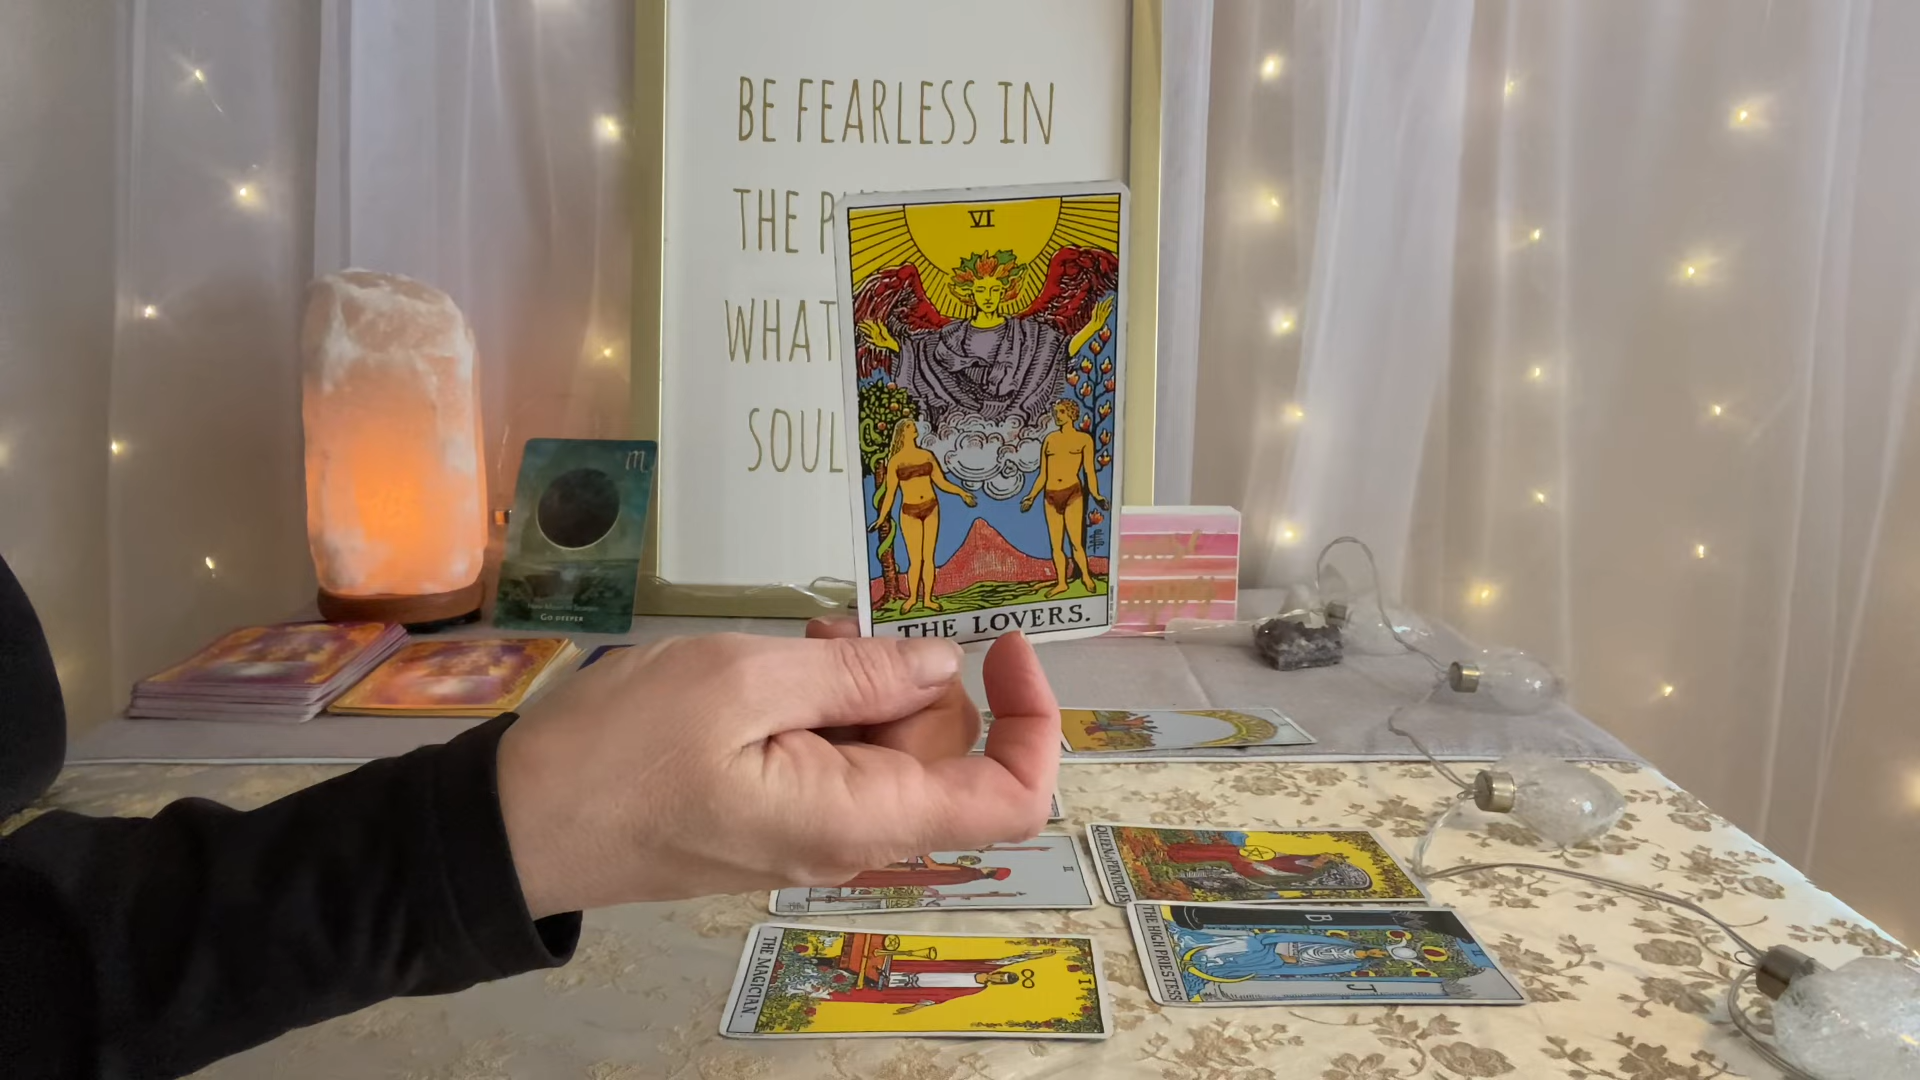 BE FEARLESS IN
THE
WHAT
SOUL
VI
THE LOVERS.
♏
GO DEEPER
II
QUEEN of PENTACLES
THE MAGICIAN.
I
THE HIGH PRIESTESS
B
J
II